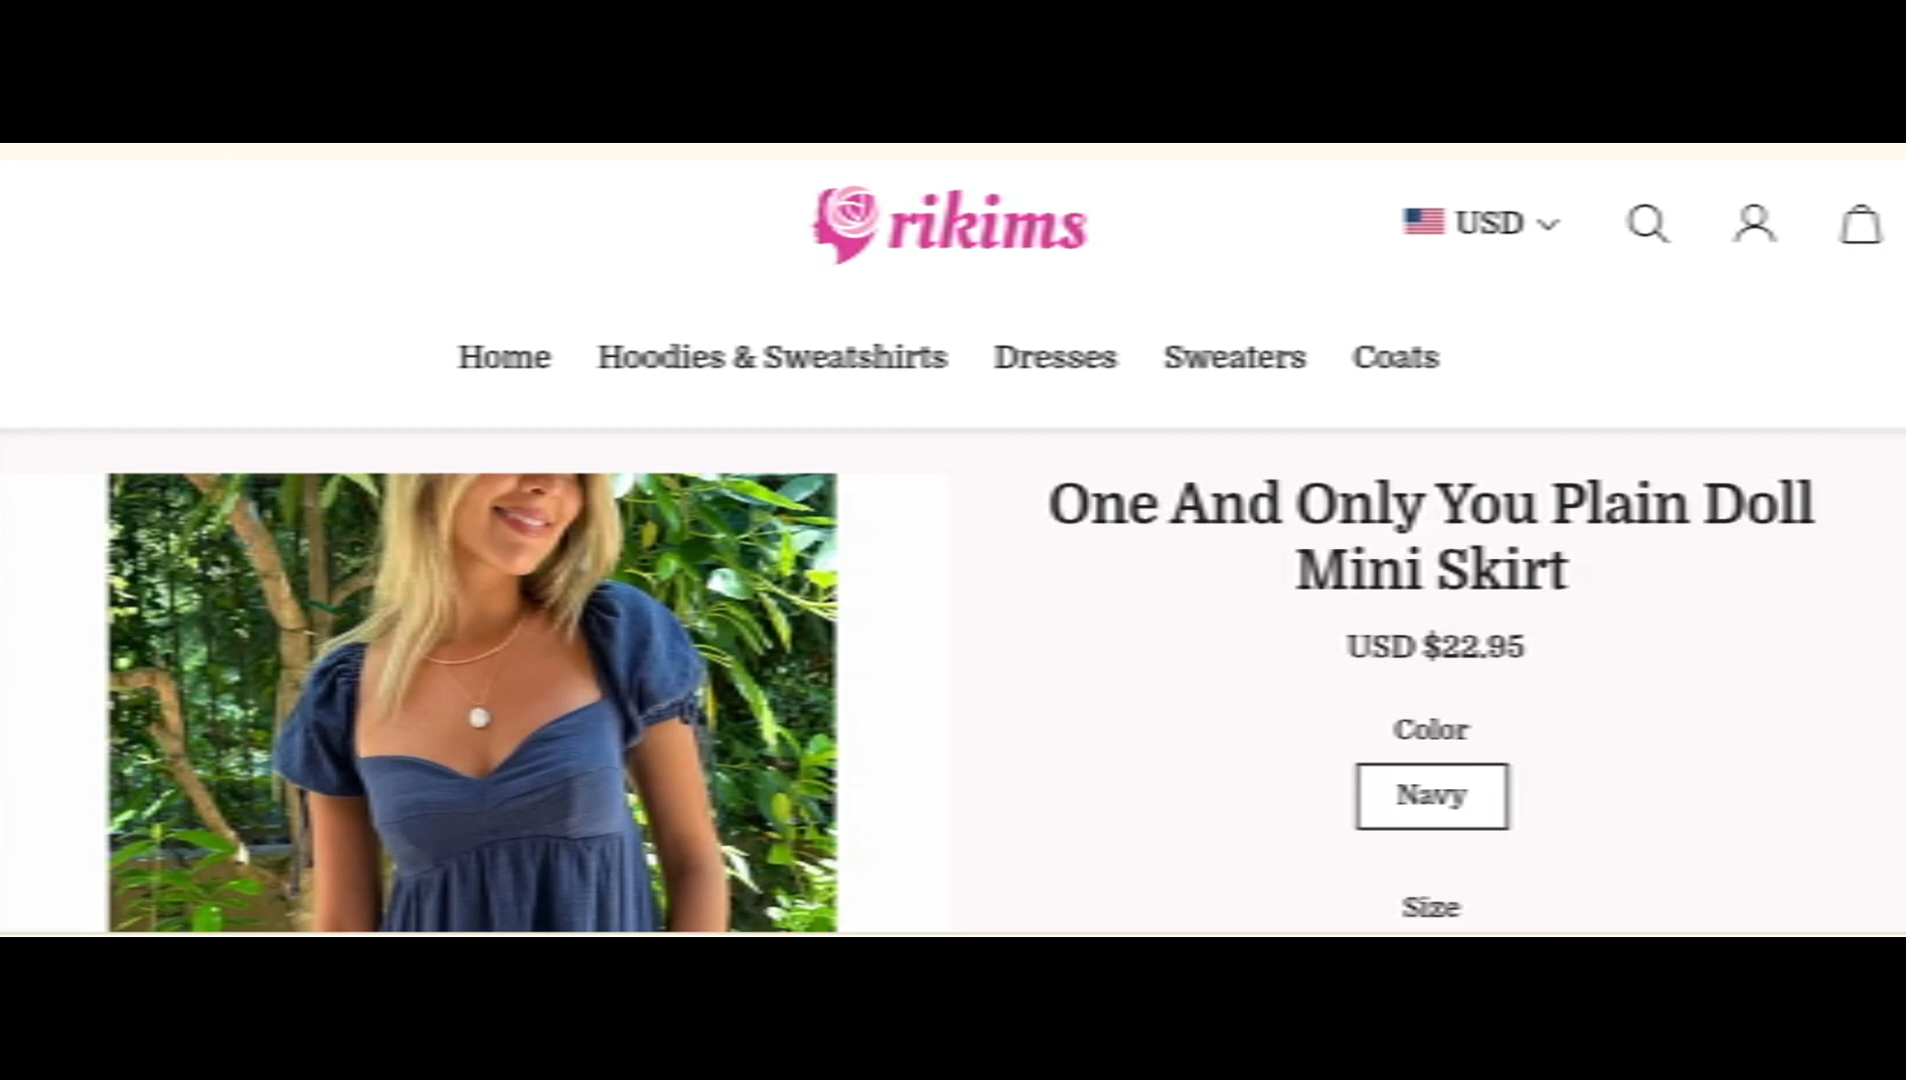 rikims
USD
Home Hoodies & Sweatshirts Dresses Sweaters Coats
One And Only You Plain Doll
Mini Skirt
USD $22.95
Color
Navy
Size